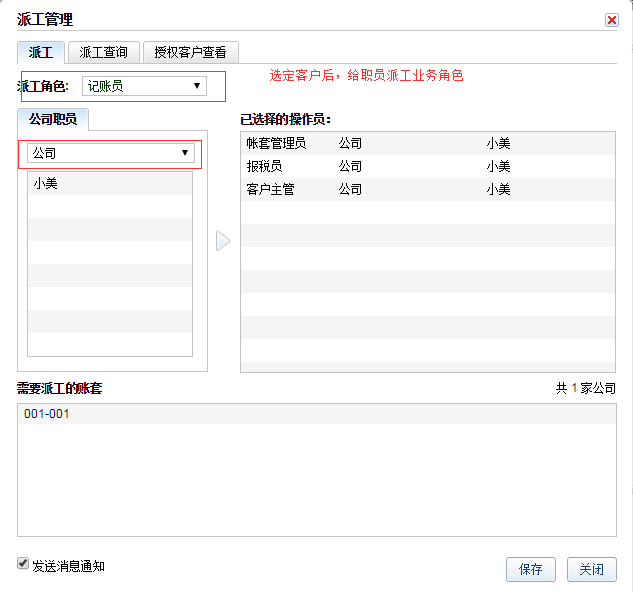 派工管理
派工 派工查询 授权客户查看
选定客户后，给职员派工业务角色
派工角色: 记账员
公司职员
公司
小美
已选择的操作员:
帐套管理员 公司 小美
报税员 公司 小美
客户主管 公司 小美
需要派工的账套
共 1 家公司
001-001
发送消息通知
保存 关闭